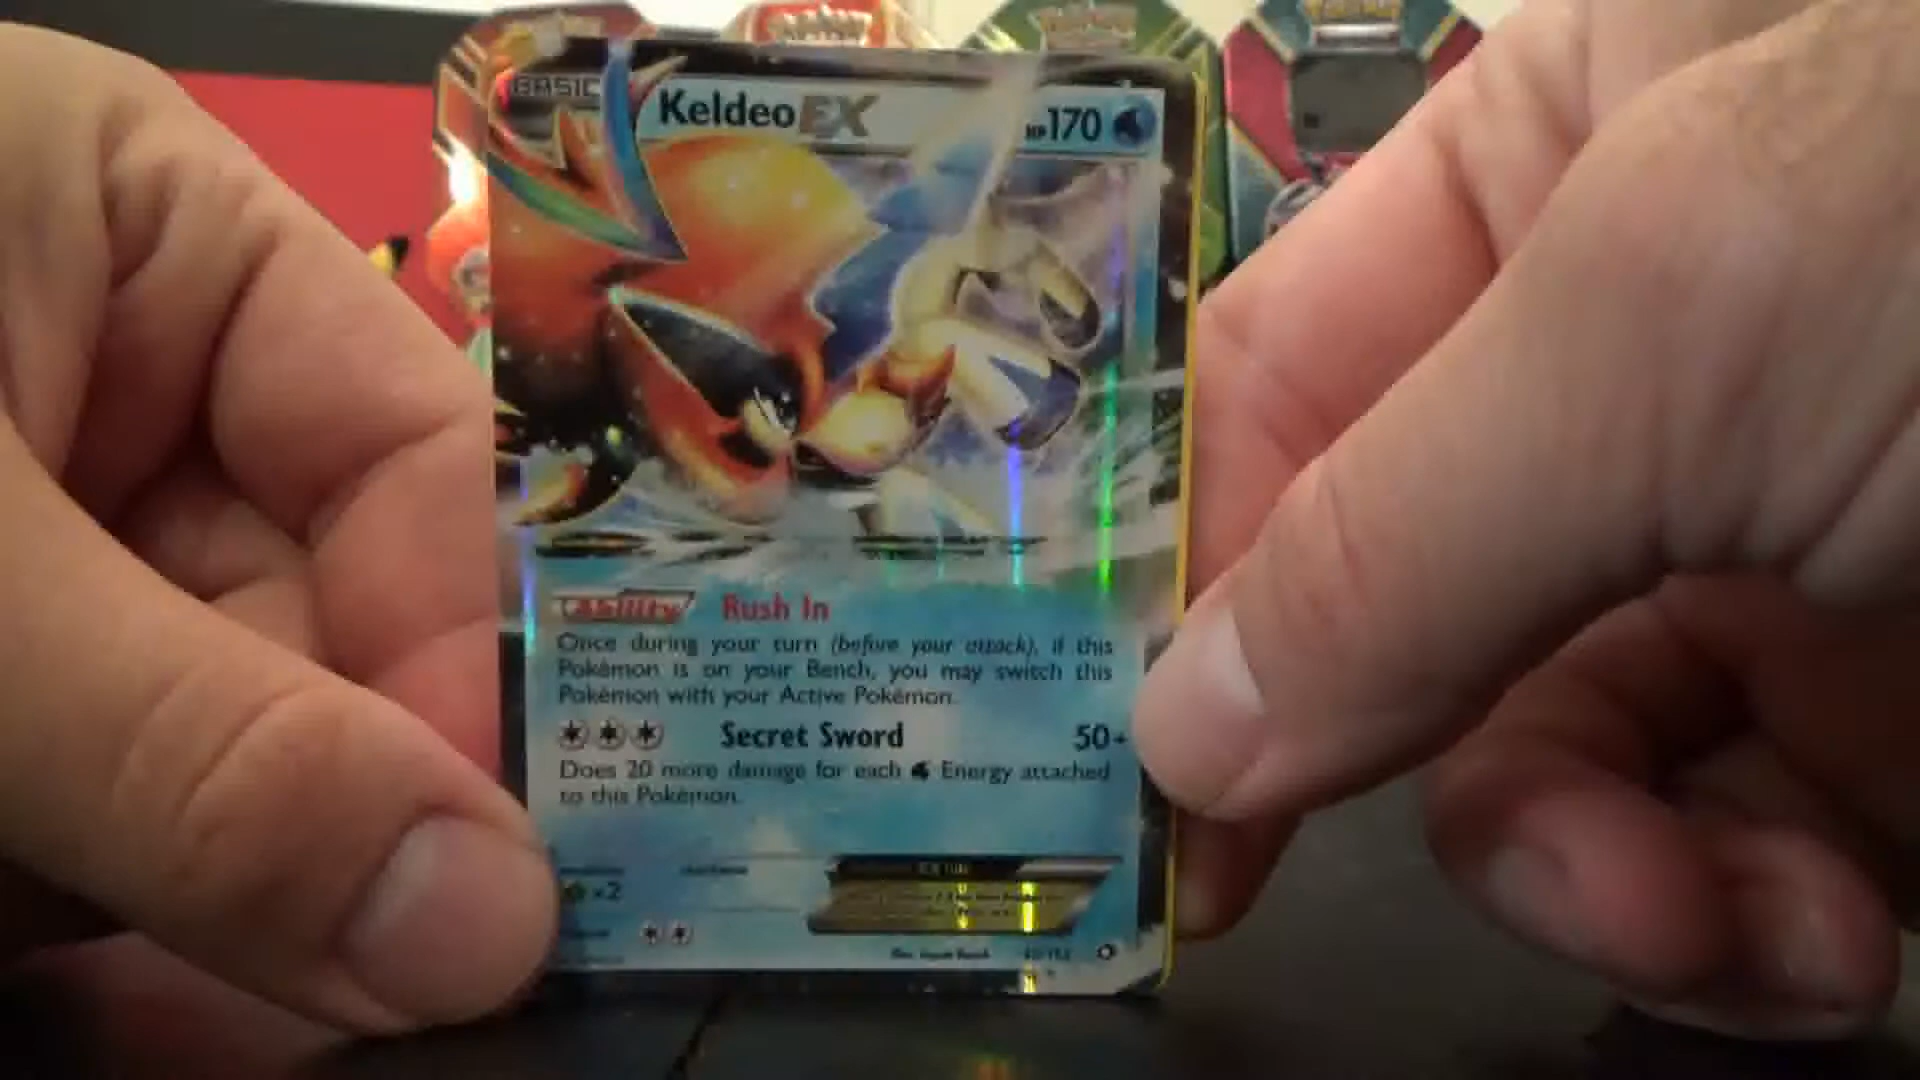 BASIC
Keldeo EX
HP 170
Ability Rush In
Once during your turn (before your attack), if this
Pokémon is on your Bench, you may switch this
Pokémon with your Active Pokémon.
Secret Sword 50+
Does 20 more damage for each Energy attached
to this Pokémon.
×2